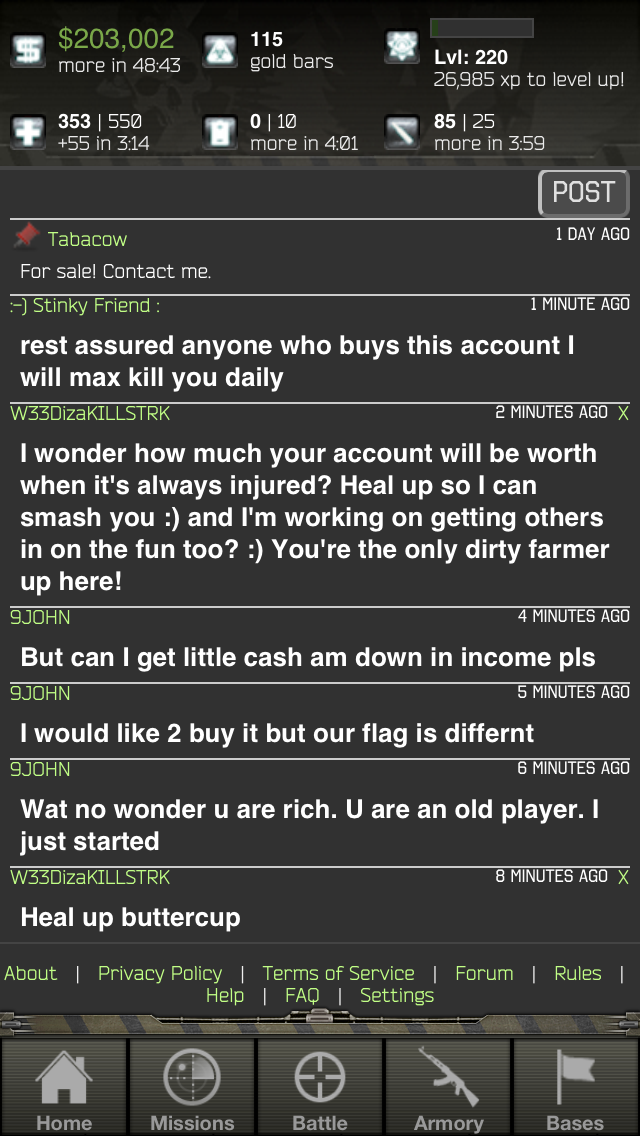 $203,002
more in 48:43
115
gold bars
Lvl: 220
26,985 xp to level up!
353 | 550
+55 in 3:14
0 | 10
more in 4:01
85 | 25
more in 3:59
POST
Tabacow
1 DAY AGO
For sale! Contact me.
:-) Stinky Friend :
1 MINUTE AGO
rest assured anyone who buys this account I
will max kill you daily
W33DizaKILLSTRK
2 MINUTES AGO X
I wonder how much your account will be worth
when it's always injured? Heal up so I can
smash you :) and I'm working on getting others
in on the fun too? :) You're the only dirty farmer
up here!
9JOHN
4 MINUTES AGO
But can I get little cash am down in income pls
9JOHN
5 MINUTES AGO
I would like 2 buy it but our flag is differnt
9JOHN
6 MINUTES AGO
Wat no wonder u are rich. U are an old player. I
just started
W33DizaKILLSTRK
8 MINUTES AGO X
Heal up buttercup
About | Privacy Policy | Terms of Service | Forum | Rules |
Help | FAQ | Settings
Home
Missions
Battle
Armory
Bases